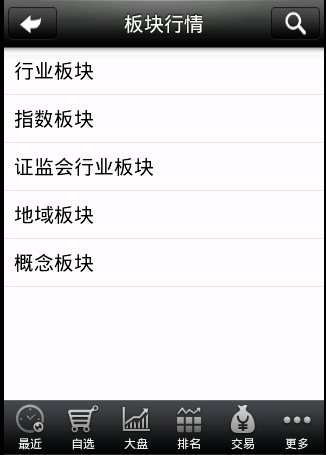 板块行情
行业板块
指数板块
证监会行业板块
地域板块
概念板块
最近 自选 大盘 排名 交易 更多